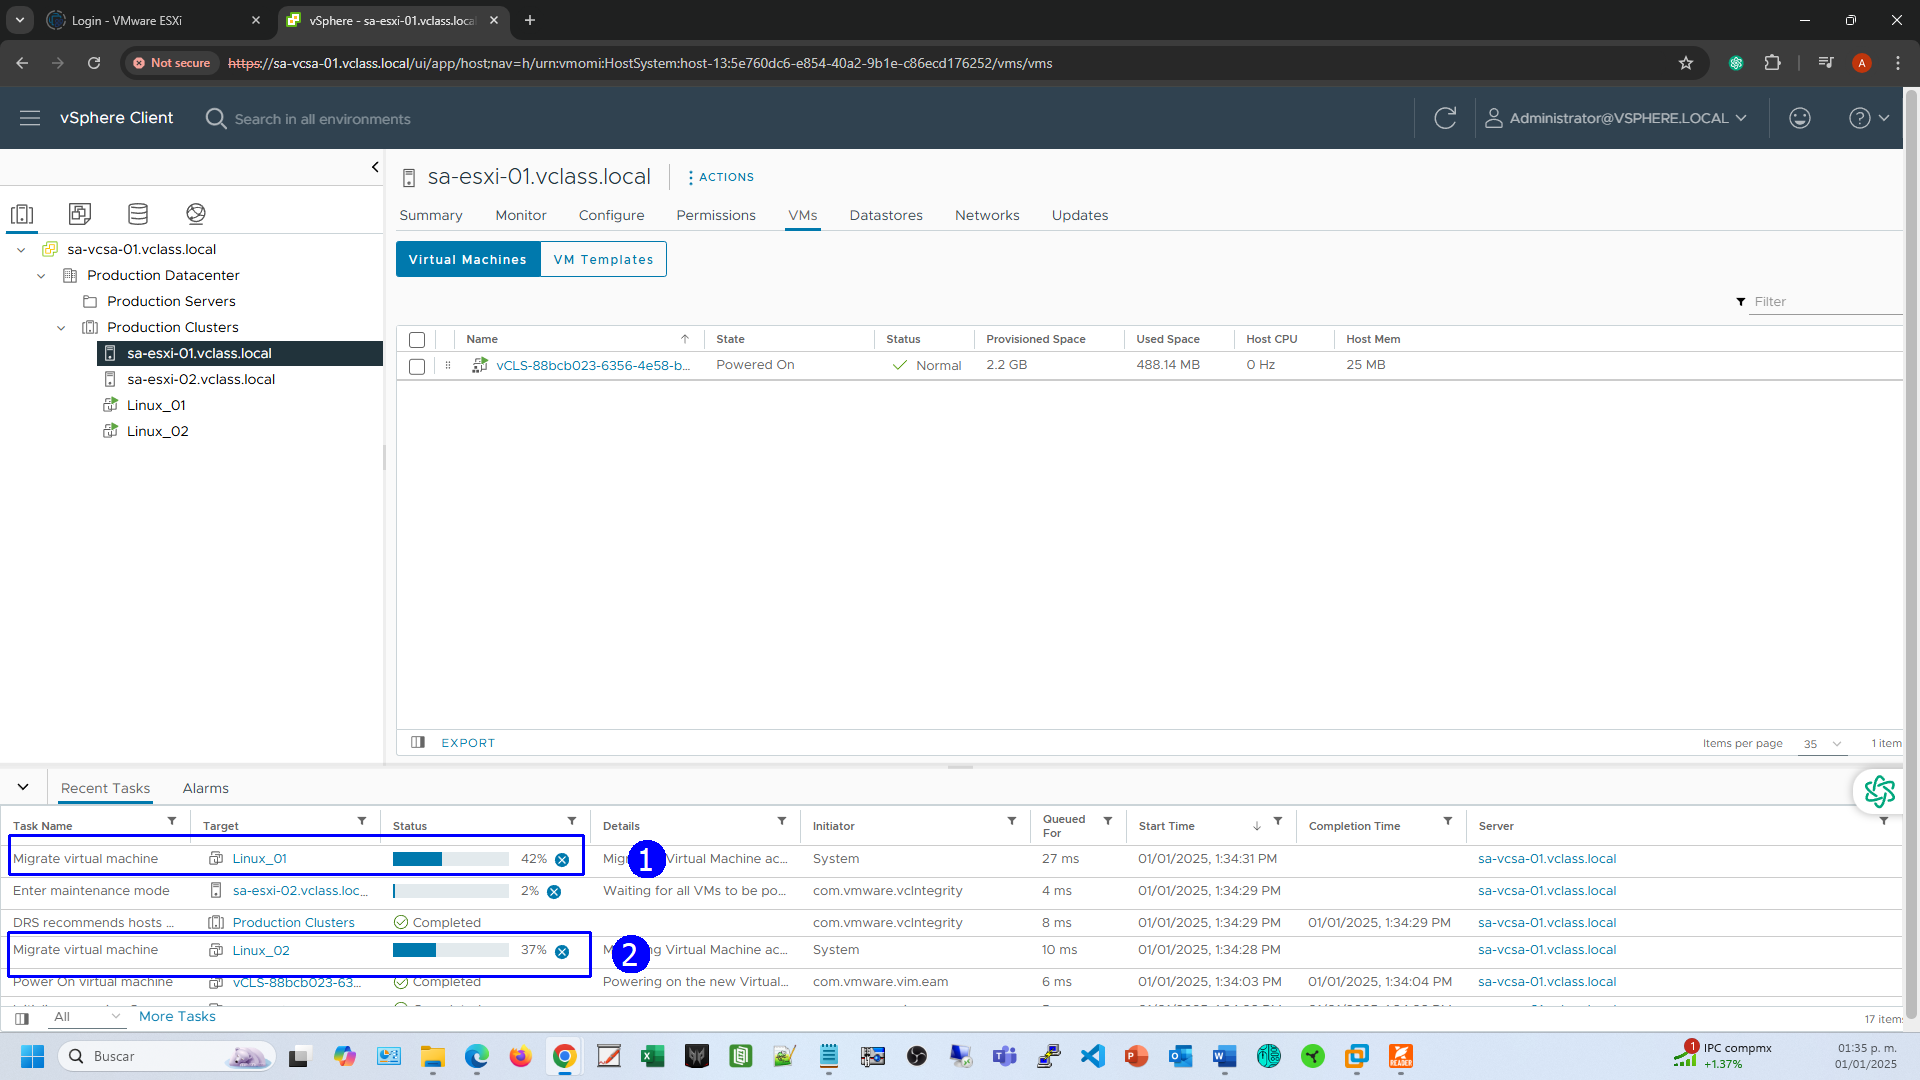 Login - VMware ESXi
vSphere - sa-esxi-01.vclass.loca
Not secure
https://sa-vcsa-01.vclass.local/ui/app/host;nav=h/urn:vmomi:HostSystem:host-13:5e760dc6-e854-40a2-9b1e-c86ecd176252/vms/vms
A
vSphere Client
Search in all environments
Administrator@VSPHERE.LOCAL
sa-esxi-01.vclass.local
ACTIONS
Summary Monitor Configure Permissions VMs Datastores Networks Updates
sa-vcsa-01.vclass.local
Production Datacenter
Production Servers
Production Clusters
sa-esxi-01.vclass.local
sa-esxi-02.vclass.local
Linux_01
Linux_02
Virtual Machines VM Templates
Filter
Name State Status Provisioned Space Used Space Host CPU Host Mem
vCLS-88bcb023-6356-4e58-b... Powered On Normal 2.2 GB 488.14 MB 0 Hz 25 MB
EXPORT
Items per page 35 1 item
Recent Tasks Alarms
Task Name Target Status Details Initiator Queued For Start Time Completion Time Server
Migrate virtual machine Linux_01 42% 1 Virtual Machine ac... System 27 ms 01/01/2025, 1:34:31 PM sa-vcsa-01.vclass.local
Enter maintenance mode sa-esxi-02.vclass.loc... 2% Waiting for all VMs to be po... com.vmware.vcIntegrity 4 ms 01/01/2025, 1:34:29 PM sa-vcsa-01.vclass.local
DRS recommends hosts ... Production Clusters Completed com.vmware.vcIntegrity 8 ms 01/01/2025, 1:34:29 PM 01/01/2025, 1:34:29 PM sa-vcsa-01.vclass.local
Migrate virtual machine Linux_02 37% 2 Virtual Machine ac... System 10 ms 01/01/2025, 1:34:28 PM sa-vcsa-01.vclass.local
Power On virtual machine vCLS-88bcb023-63... Completed Powering on the new Virtual... com.vmware.vim.eam 6 ms 01/01/2025, 1:34:03 PM 01/01/2025, 1:34:04 PM sa-vcsa-01.vclass.local
All More Tasks
17 items
Buscar
READER
1
IPC compmx
+1.37%
01:35 p. m.
01/01/2025